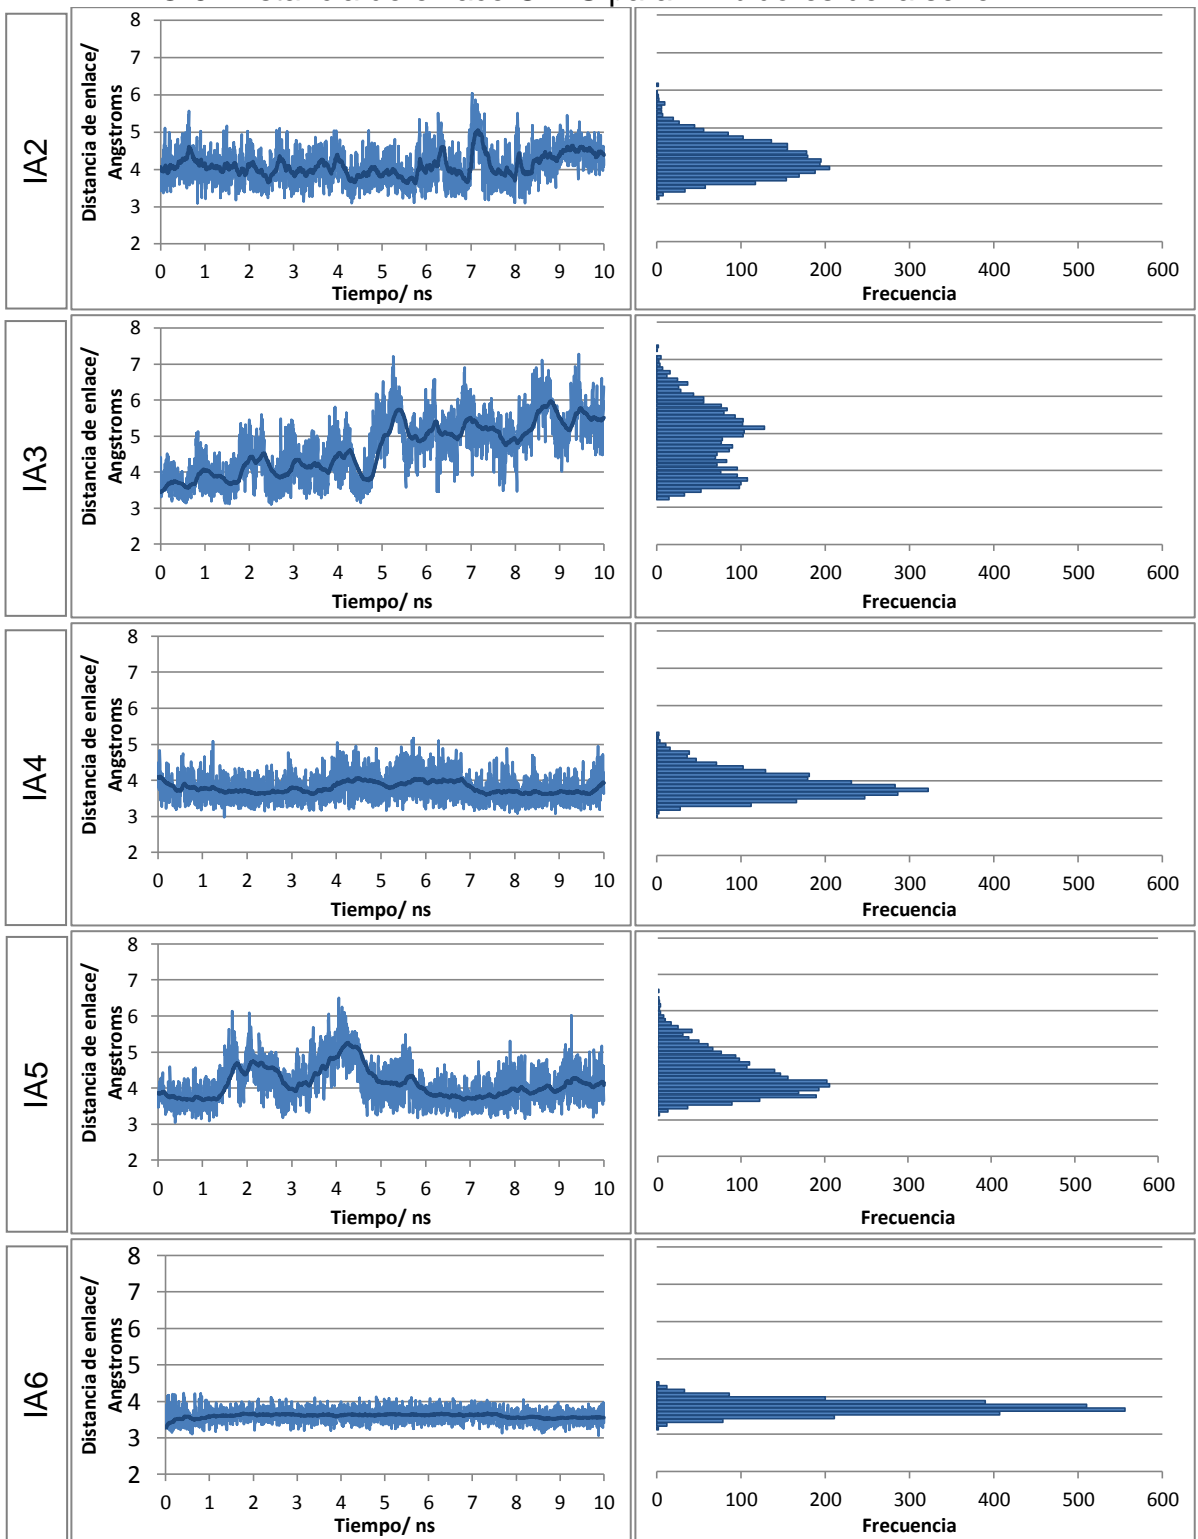 IA2
Distancia de enlace/
Angstroms
8
7
6
5
4
3
2
0 1 2 3 4 5 6 7 8 9 10
Tiempo/ ns
0 100 200 300 400 500 600
Frecuencia
IA3
Distancia de enlace/
Angstroms
8
7
6
5
4
3
2
0 1 2 3 4 5 6 7 8 9 10
Tiempo/ ns
0 100 200 300 400 500 600
Frecuencia
IA4
Distancia de enlace/
Angstroms
8
7
6
5
4
3
2
0 1 2 3 4 5 6 7 8 9 10
Tiempo/ ns
0 100 200 300 400 500 600
Frecuencia
IA5
Distancia de enlace/
Angstroms
8
7
6
5
4
3
2
0 1 2 3 4 5 6 7 8 9 10
Tiempo/ ns
0 100 200 300 400 500 600
Frecuencia
IA6
Distancia de enlace/
Angstroms
8
7
6
5
4
3
2
0 1 2 3 4 5 6 7 8 9 10
Tiempo/ ns
0 100 200 300 400 500 600
Frecuencia